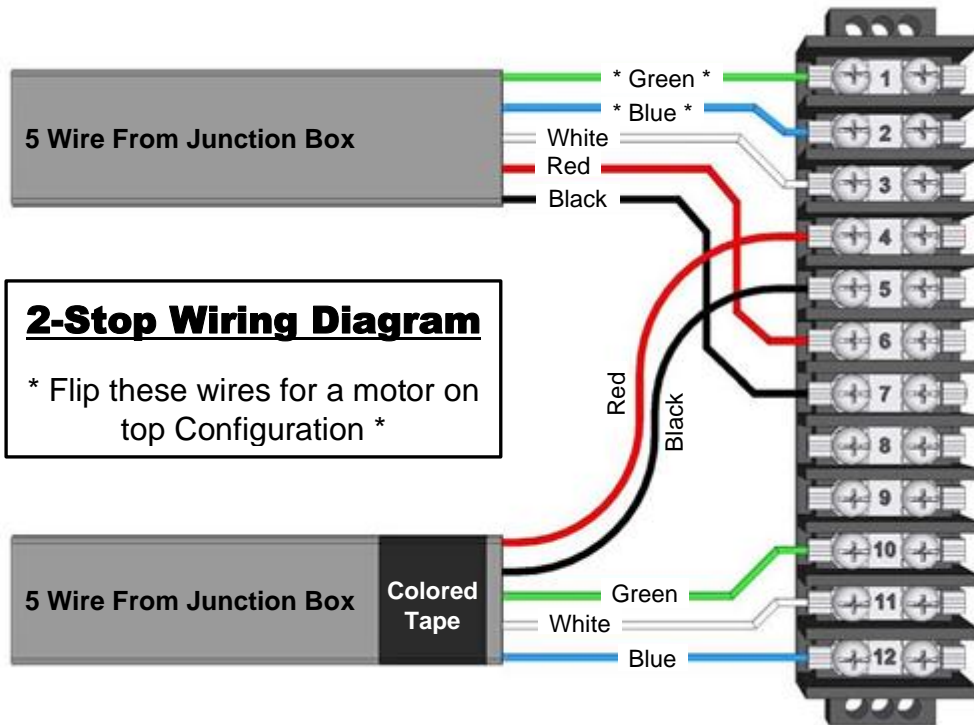 * Green *
1
* Blue *
2
5 Wire From Junction Box
White
3
Red
Black
4
5
2-Stop Wiring Diagram
* Flip these wires for a motor on
top Configuration *
6
Red
Black
7
8
9
10
5 Wire From Junction Box
Colored
Tape
Green
11
White
Blue
12